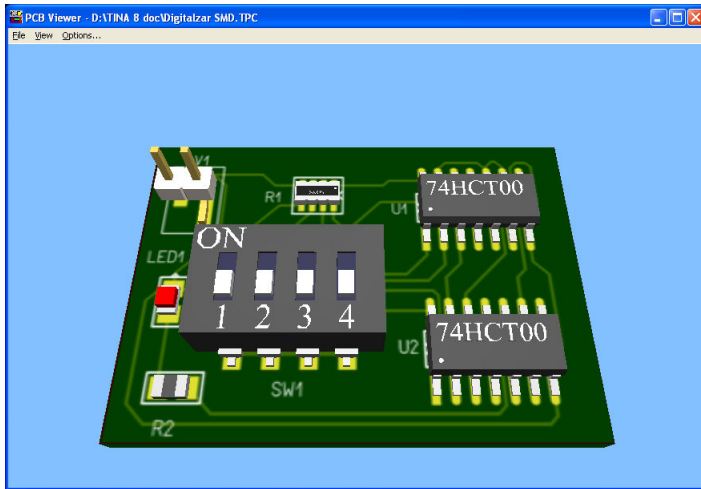 PCB Viewer - D:\TINA 8 doc\Digitalzar SMD.TPC
File View Options...
V1
R1
74HCT00
U1
ON
LED1
1 2 3 4
74HCT00
U2
SW1
R2